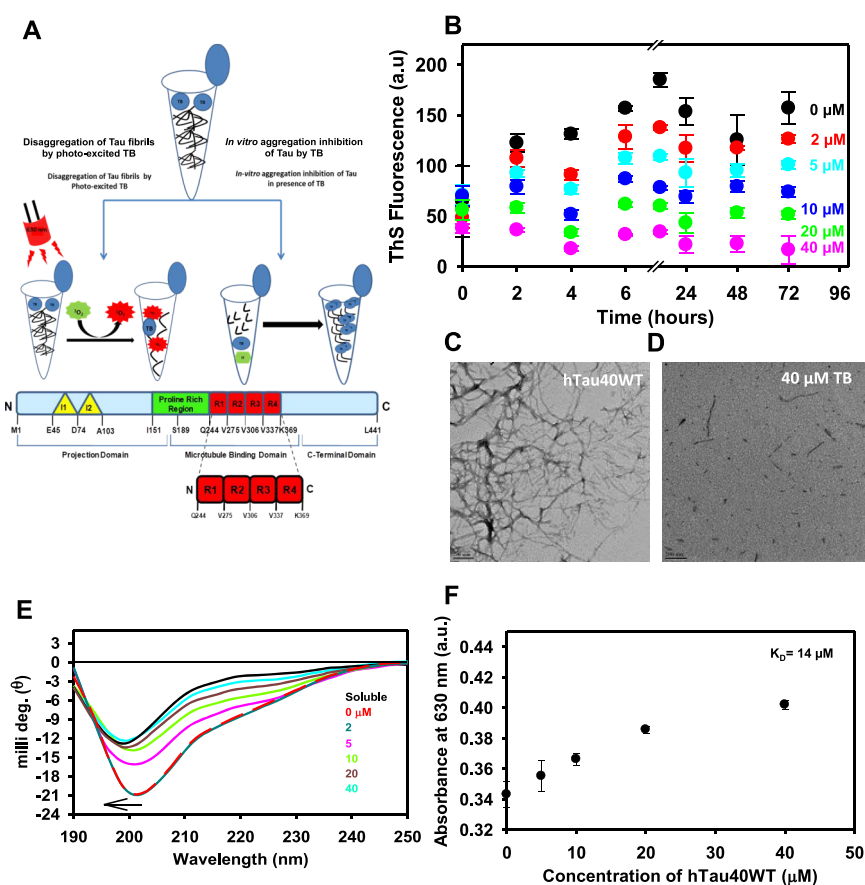 A
TB TB
Disaggregation of Tau fibrils
by photo-excited TB
Disaggregation of Tau fibrils by
Photo-excited TB
In vitro aggregation inhibition
of Tau by TB
In-vitro aggregation inhibition of Tau
in presence of TB
630 nm
³O₂
¹O₂
TB
TB
H
N
I1
I2
Proline Rich
Region
R1
R2
R3
R4
C
M1
E45
D74
A103
I151
S189
Q244
V275
V306
V337
K369
L441
Projection Domain
Microtubule Binding Domain
C-Terminal Domain
N
R1
R2
R3
R4
C
Q244
V275
V306
V337
K369
B
ThS Fluorescence (a.u)
200
150
100
50
0
0 µM
2 µM
5 µM
10 µM
20 µM
40 µM
0
2
4
6
24
48
72
96
Time (hours)
C
hTau40WT
D
40 µM TB
E
milli deg. (θ)
3
0
-3
-6
-9
-12
-15
-18
-21
-24
Soluble
0 µM
2
5
10
20
40
190
200
210
220
230
240
250
Wavelength (nm)
F
Absorbance at 630 nm (a.u.)
0.44
0.42
0.40
0.38
0.36
0.34
0.32
K_D= 14 µM
0
10
20
30
40
50
Concentration of hTau40WT (µM)